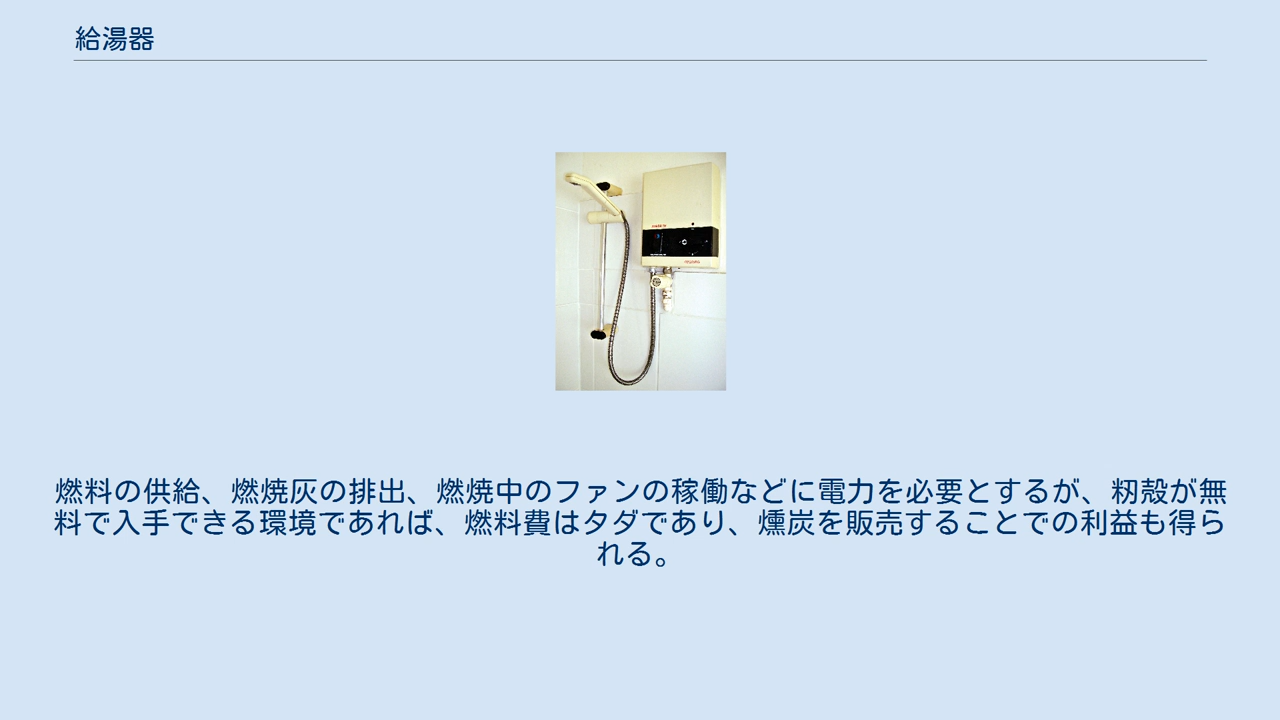 給湯器
燃料の供給、燃焼灰の排出、燃焼中のファンの稼働などに電力を必要とするが、籾殻が無
料で入手できる環境であれば、燃料費はタダであり、燻炭を販売することでの利益も得ら
れる。